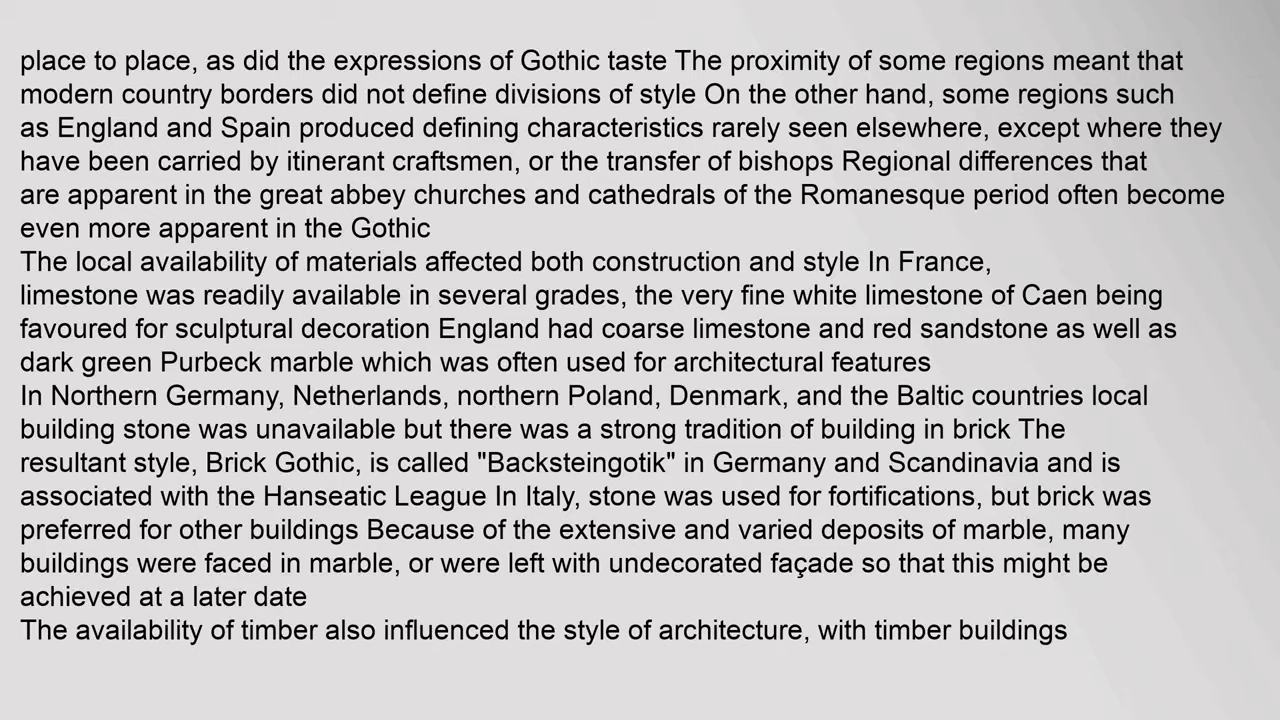 place to place, as did the expressions of Gothic taste The proximity of some regions meant that
modern country borders did not define divisions of style On the other hand, some regions such
as England and Spain produced defining characteristics rarely seen elsewhere, except where they
have been carried by itinerant craftsmen, or the transfer of bishops Regional differences that
are apparent in the great abbey churches and cathedrals of the Romanesque period often become
even more apparent in the Gothic
The local availability of materials affected both construction and style In France,
limestone was readily available in several grades, the very fine white limestone of Caen being
favoured for sculptural decoration England had coarse limestone and red sandstone as well as
dark green Purbeck marble which was often used for architectural features
In Northern Germany, Netherlands, northern Poland, Denmark, and the Baltic countries local
building stone was unavailable but there was a strong tradition of building in brick The
resultant style, Brick Gothic, is called "Backsteingotik" in Germany and Scandinavia and is
associated with the Hanseatic League In Italy, stone was used for fortifications, but brick was
preferred for other buildings Because of the extensive and varied deposits of marble, many
buildings were faced in marble, or were left with undecorated façade so that this might be
achieved at a later date
The availability of timber also influenced the style of architecture, with timber buildings